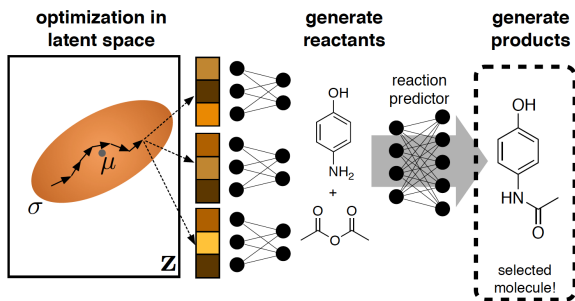 optimization in
latent space
generate
reactants
generate
products
μ
σ
Z
OH
NH2
+
O
O
O
reaction
predictor
OH
HN
O
selected
molecule!